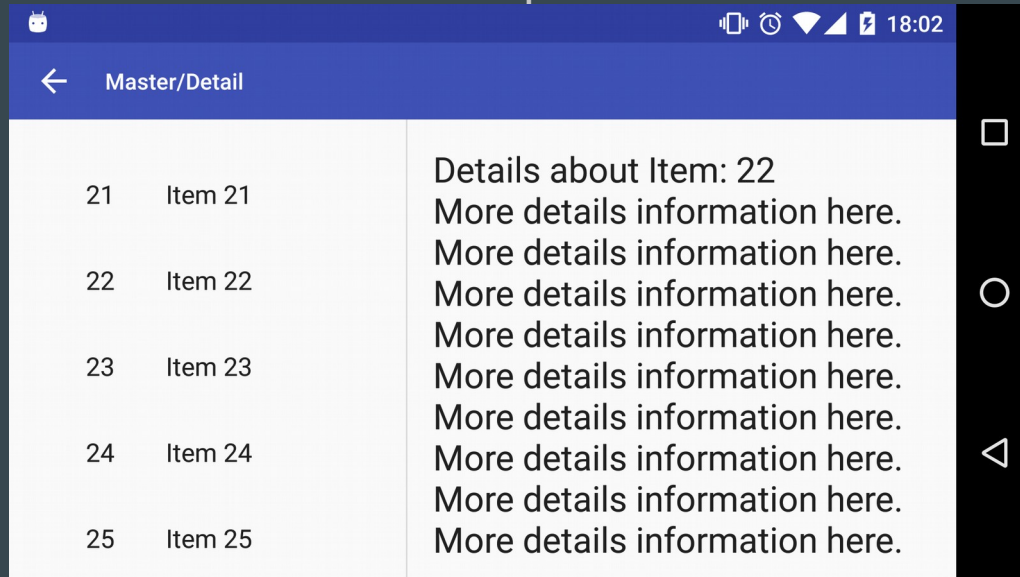 18:02
Master/Detail
21 Item 21
22 Item 22
23 Item 23
24 Item 24
25 Item 25
Details about Item: 22
More details information here.
More details information here.
More details information here.
More details information here.
More details information here.
More details information here.
More details information here.
More details information here.
More details information here.